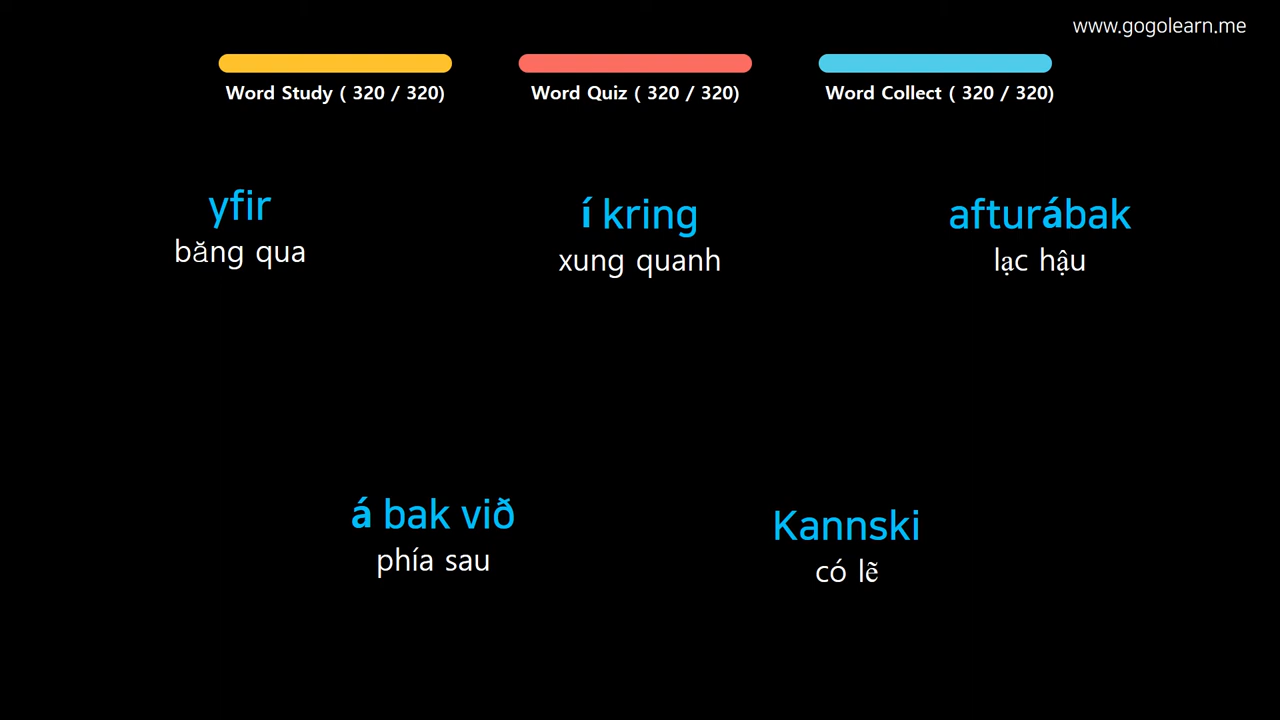 www.gogolearn.me
Word Study ( 320 / 320)
Word Quiz ( 320 / 320)
Word Collect ( 320 / 320)
yfir
băng qua
í kring
xung quanh
afturábak
lạc hậu
á bak við
phía sau
Kannski
có lẽ